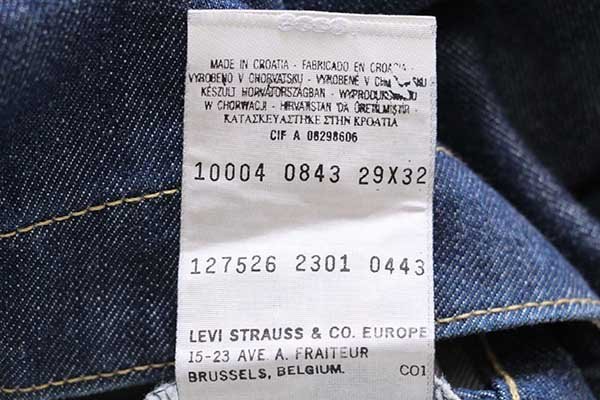 MADE IN CROATIA - FABRICADO EN CROACIA
VYROBENO V CHORVATSKU - VYROBENÉ V
KÉSZÜLT HORVÁTORSZÁGBAN - WYPRODUKOWANO
W CHORWACJI - HIRVATISTAN 'DA ÜRETILMIŞTIR
ΚΑΤΑΣΚΕΥΑΣΤΗΚΕ ΣΤΗΝ ΚΡΟΑΤΙΑ
CIF A 08298606
10004 0843 29X32
127526 2301 0443
LEVI STRAUSS & CO. EUROPE
15-23 AVE A. FRAITEUR
BRUSSELS, BELGIUM. C01